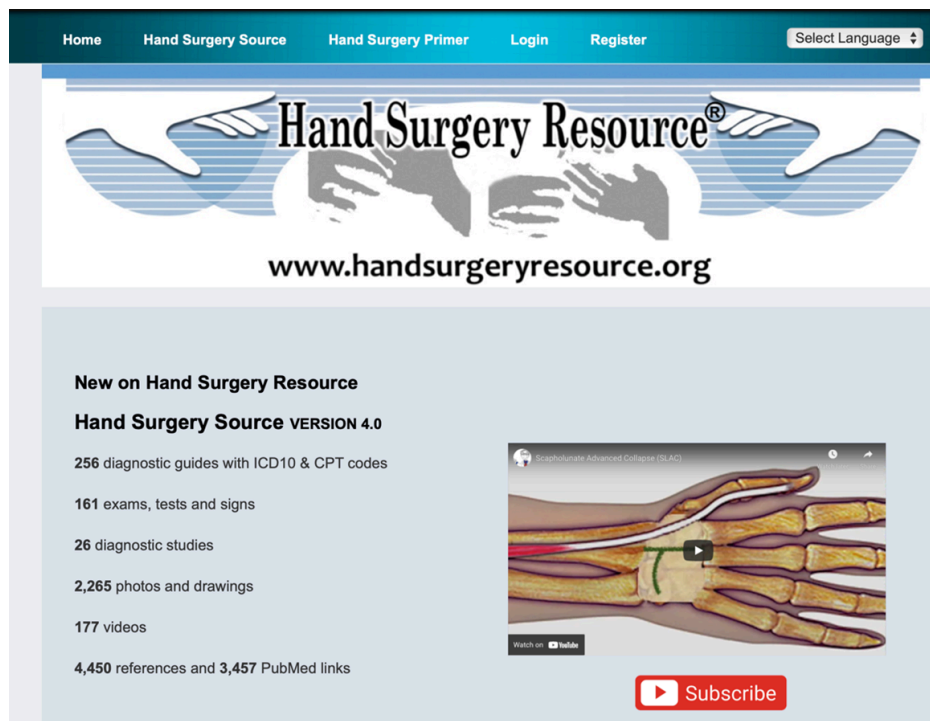 Home Hand Surgery Source Hand Surgery Primer Login Register Select Language
Hand Surgery Resource®
www.handsurgeryresource.org
New on Hand Surgery Resource
Hand Surgery Source VERSION 4.0
256 diagnostic guides with ICD10 & CPT codes
161 exams, tests and signs
26 diagnostic studies
2,265 photos and drawings
177 videos
4,450 references and 3,457 PubMed links
Scapholunate Advanced Collapse (SLAC)
Watch on YouTube
Subscribe